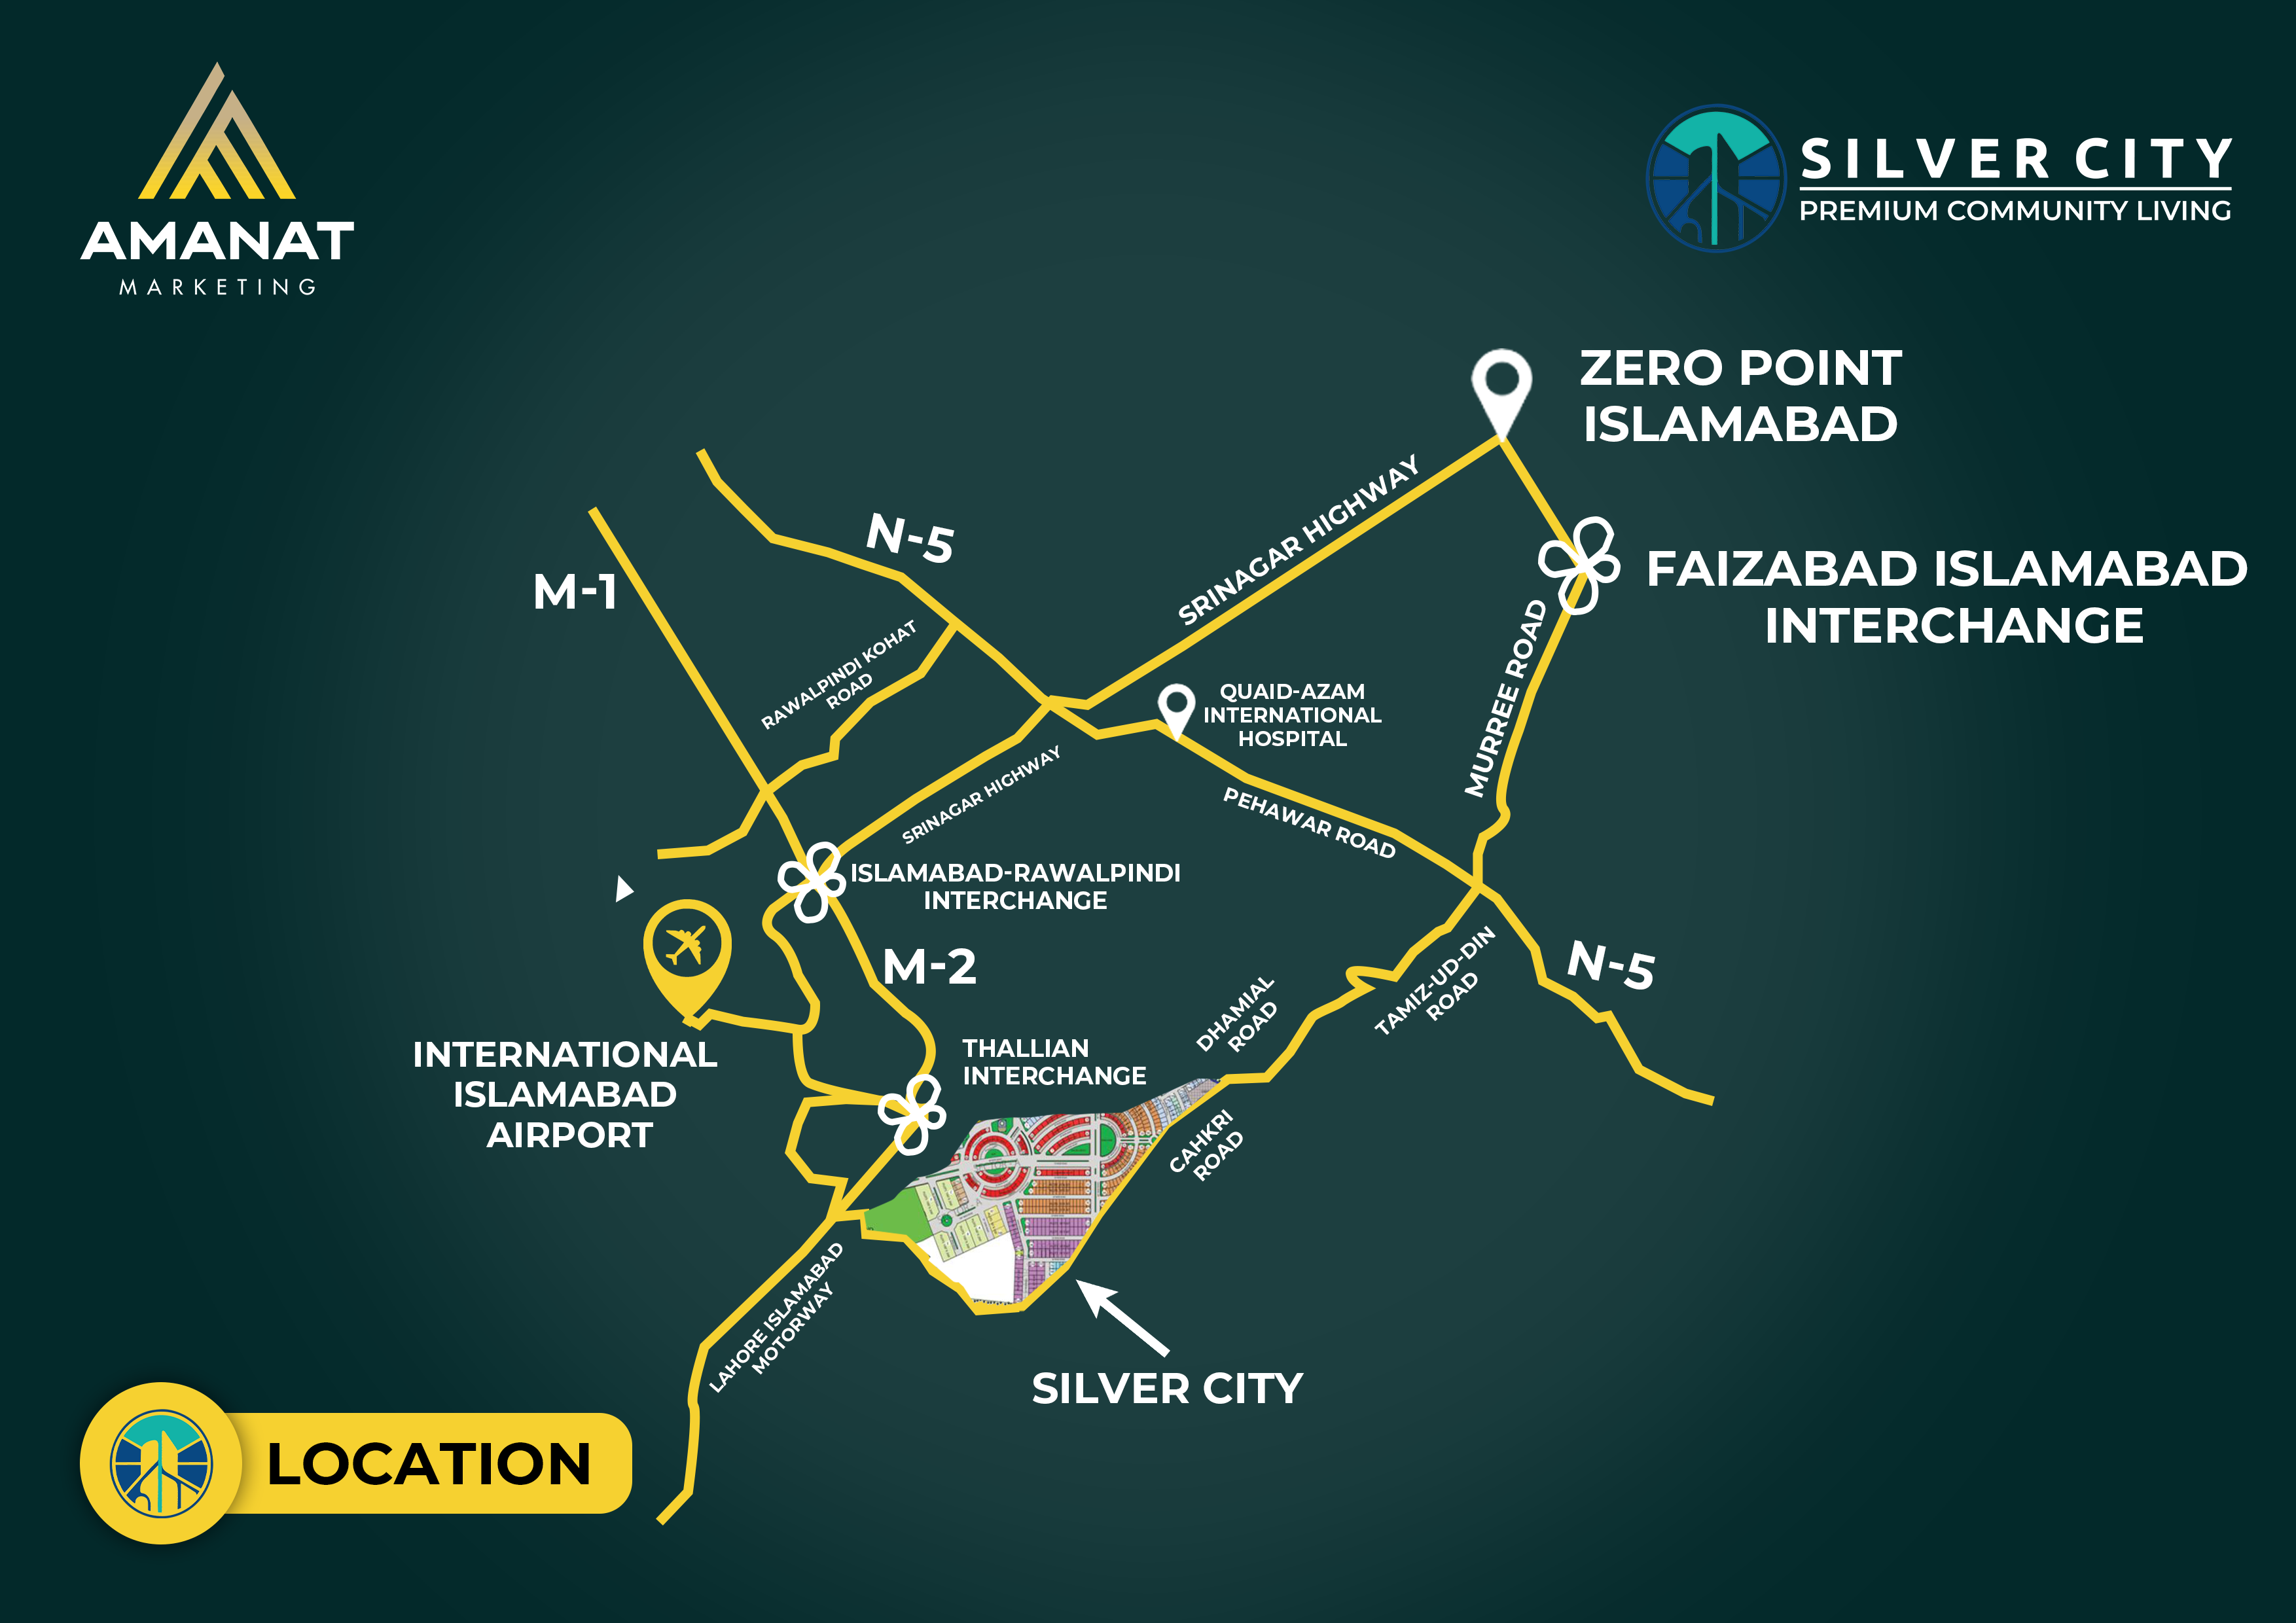 AMANAT
MARKETING
SILVER CITY
PREMIUM COMMUNITY LIVING
ZERO POINT
ISLAMABAD
SRINAGAR HIGHWAY
N-5
M-1
FAIZABAD ISLAMABAD
INTERCHANGE
RAWALPINDI KOHAT
ROAD
QUAID-AZAM
INTERNATIONAL
HOSPITAL
MURREE ROAD
SRINAGAR HIGHWAY
PEHAWAR ROAD
ISLAMABAD-RAWALPINDI
INTERCHANGE
M-2
N-5
TAMIZ-UD-DIN
ROAD
DHAMIAL
ROAD
INTERNATIONAL
ISLAMABAD
AIRPORT
THALLIAN
INTERCHANGE
CAHKRI
ROAD
LAHORE ISLAMABAD
MOTORWAY
SILVER CITY
LOCATION